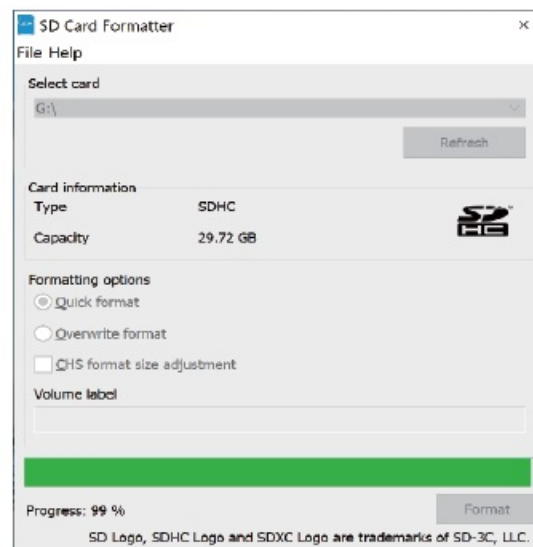 SD Card Formatter
File Help
Select card
G:\
Refresh
Card information
Type SDHC
Capacity 29.72 GB
SD HC
Formatting options
Quick format
Overwrite format
CHS format size adjustment
Volume label
Progress: 99 %
Format
SD Logo, SDHC Logo and SDXC Logo are trademarks of SD-3C, LLC.